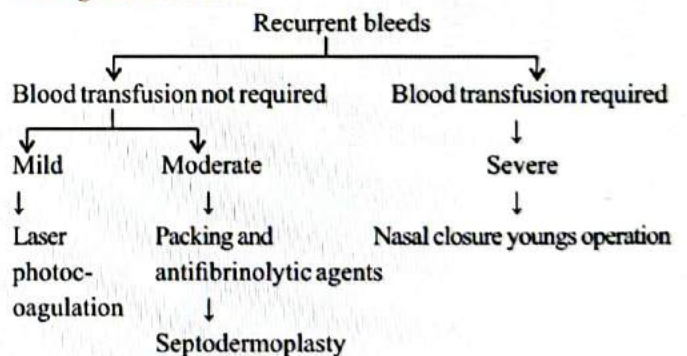 Recurrent bleeds
Blood transfusion not required Blood transfusion required
↓
Mild Moderate Severe
↓ ↓ ↓
Laser Packing and Nasal closure youngs operation
photoc- antifibrinolytic agents
oagulation ↓
Septodermoplasty